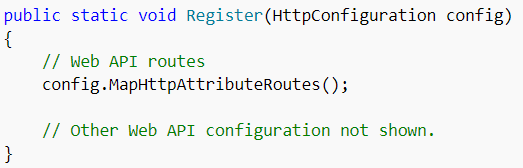 public static void Register(HttpConfiguration config)
{
    // Web API routes
    config.MapHttpAttributeRoutes();

    // Other Web API configuration not shown.
}